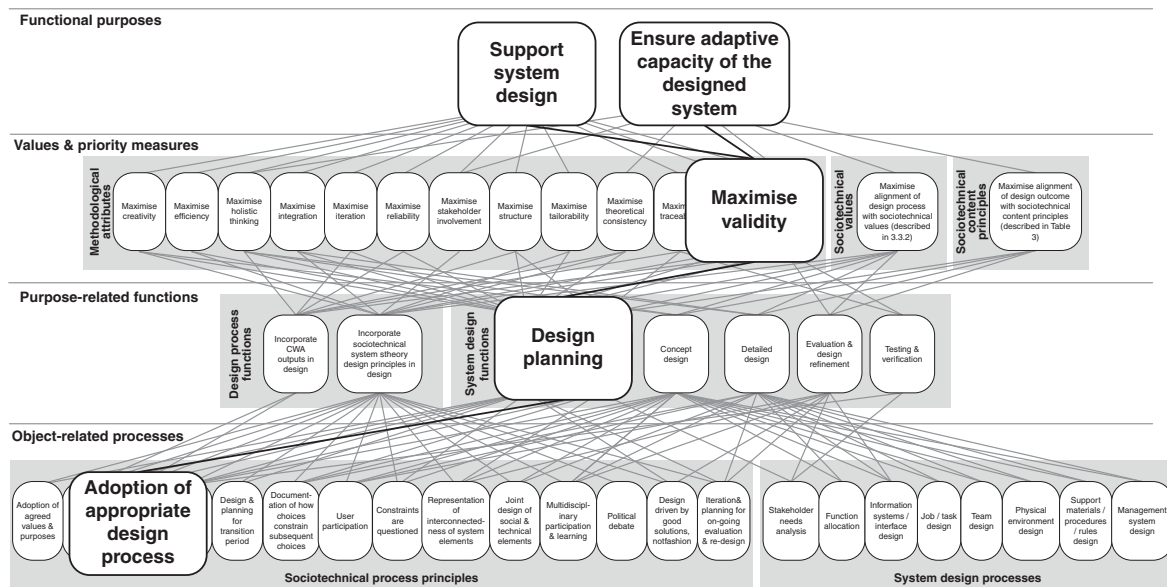 Functional purposes
Support
system
design
Ensure adaptive
capacity of the
designed
system
Values & priority measures
Methodological
attributes
Maximise
creativity
Maximise
efficiency
Maximise
holistic
thinking
Maximise
integration
Maximise
iteration
Maximise
reliability
Maximise
stakeholder
involvement
Maximise
structure
Maximise
tailorability
Maximise
theoretical
consistency
Maximise
validity
Sociotechnical
values
Maximise
alignment of
design process
with sociotechnical
values (described
in 3.3.2)
Sociotechnical
content
principles
Maximise alignment
of design outcome
with sociotechnical
content principles
(described in Table
3)
Purpose-related functions
Design process
functions
Incorporate
CWA
outputs in
design
Incorporate
sociotechnical
system stheory
design principles in
design
System design
functions
Design
planning
Concept
design
Detailed
design
Evaluation &
design
refinement
Testing &
verification
Object-related processes
Adoption of
agreed values
& purposes
Adoption of
appropriate
design
process
Design &
planning
for
transition
period
Document-
ation of how
choices
constrain
subsequent
choices
User
participation
Constraints
are
questioned
Representation
of
interconnected-
ness of system
elements
Joint
design of
social &
technical
elements
Multidiscipl-
inary
participation
& learning
Political
debate
Design
driven by
good
solutions,
notfashion
Iteration&
planning for
on-going
evaluation
& re-design
Sociotechnical process principles
Stakeholder
needs
analysis
Function
allocation
Information
systems /
interface
design
Job / task
design
Team
design
Physical
environment
design
Support
materials /
procedures /
rules design
Management
system
design
System design processes